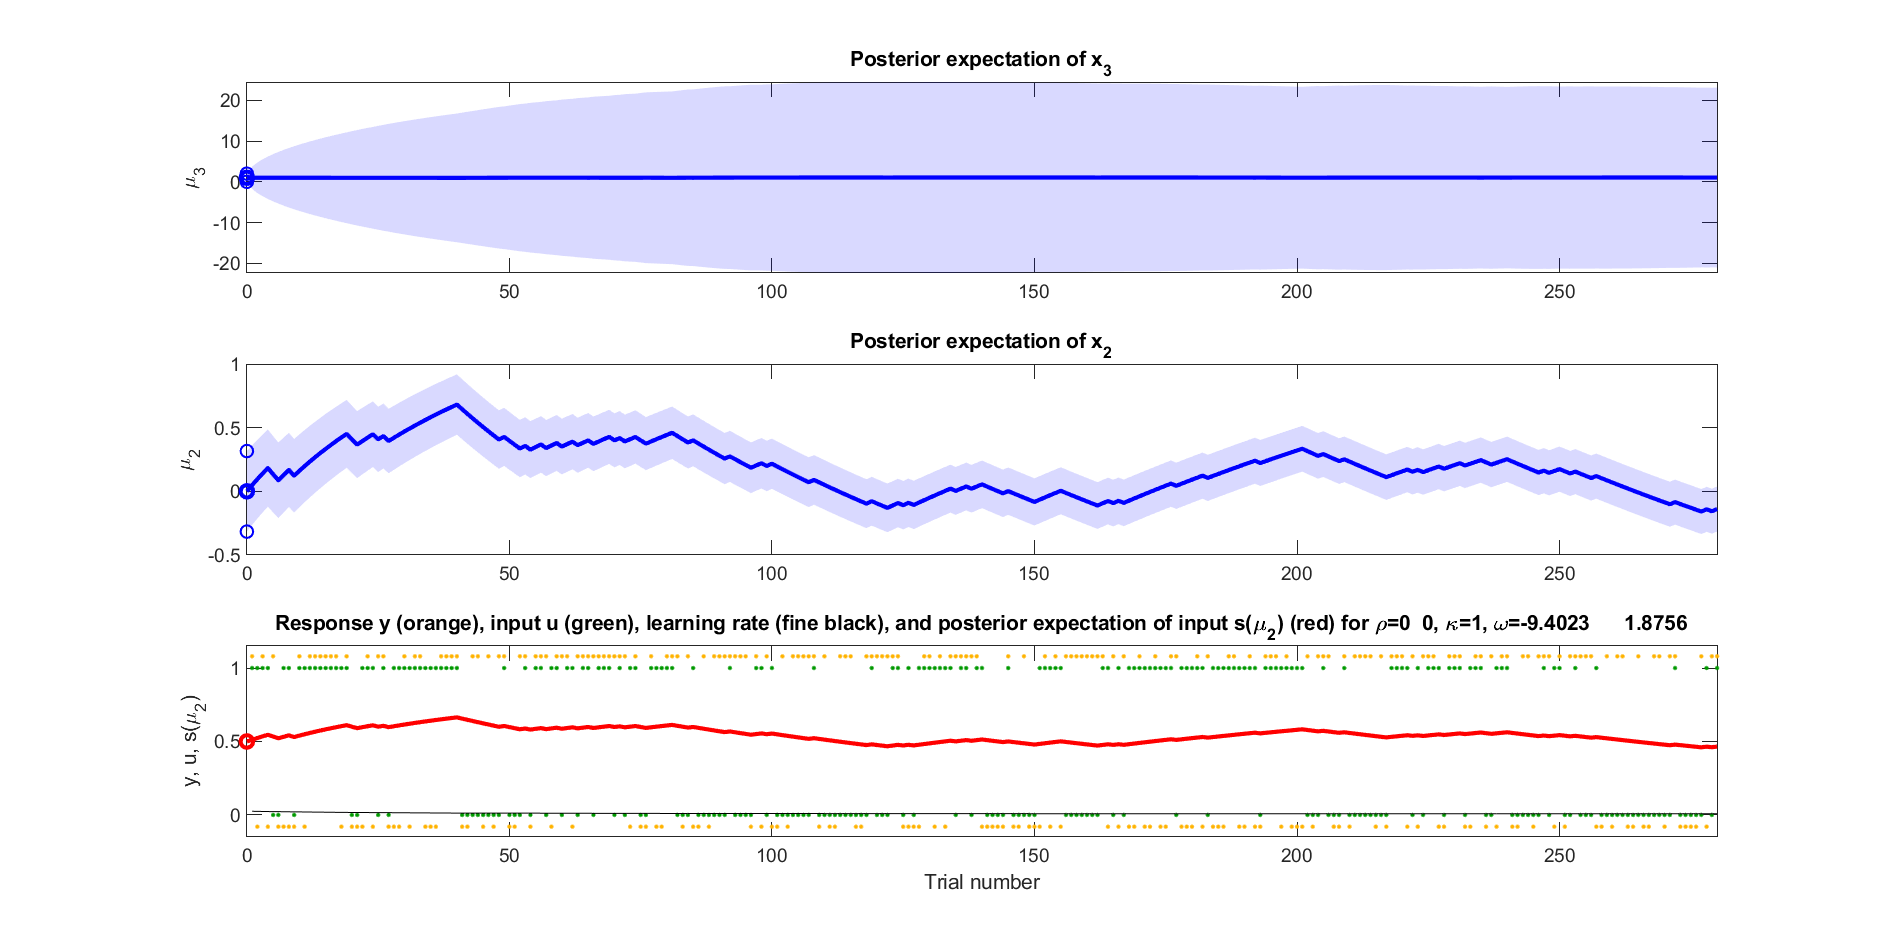 Posterior expectation of x3
μ3
20
10
0
-10
-20
0 50 100 150 200 250
Posterior expectation of x2
μ2
1
0.5
0
-0.5
0 50 100 150 200 250
Response y (orange), input u (green), learning rate (fine black), and posterior expectation of input s(μ2) (red) for ρ=0 0, κ=1, ω=-9.4023 1.8756
y, u, s(μ2)
1
0.5
0
0 50 100 150 200 250
Trial number